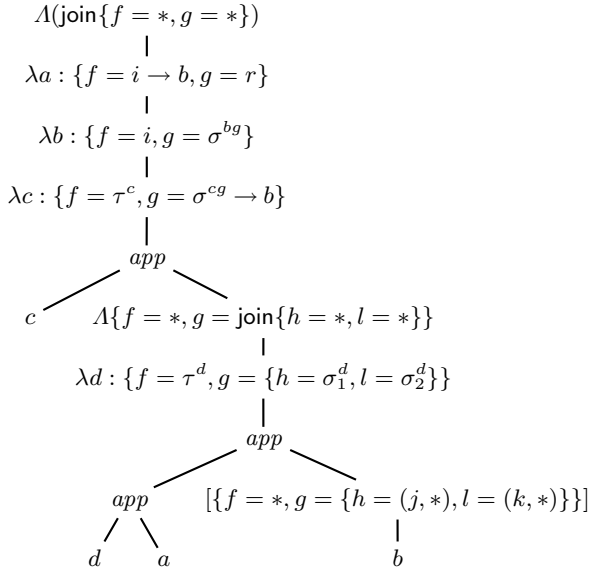 Λ(join{f = ∗, g = ∗})
λa : {f = i → b, g = r}
λb : {f = i, g = σ^{bg}}
λc : {f = τ^c, g = σ^{cg} → b}
app
c Λ{f = ∗, g = join{h = ∗, l = ∗}}
λd : {f = τ^d, g = {h = σ_1^d, l = σ_2^d}}
app
app [{f = ∗, g = {h = (j, ∗), l = (k, ∗)}}]
d a b